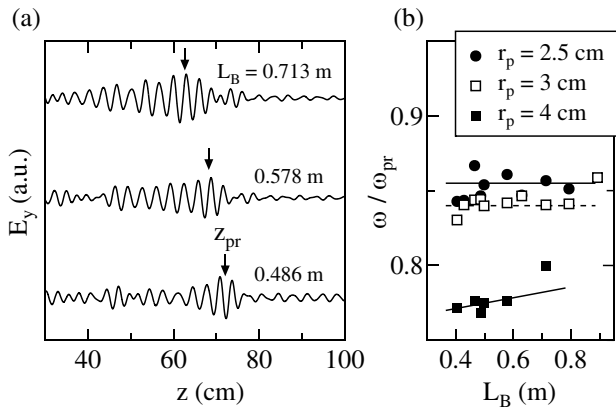 (a)
L_B = 0.713 m
0.578 m
z_pr
0.486 m
E_y (a.u.)
40 60 80 100
z (cm)
(b)
r_p = 2.5 cm
r_p = 3 cm
r_p = 4 cm
0.9
0.8
ω / ω_pr
0.4 0.6 0.8
L_B (m)